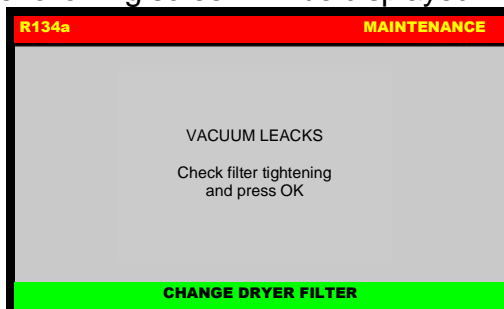 R134a MAINTENANCE
VACUUM LEACKS
Check filter tightening
and press OK
CHANGE DRYER FILTER